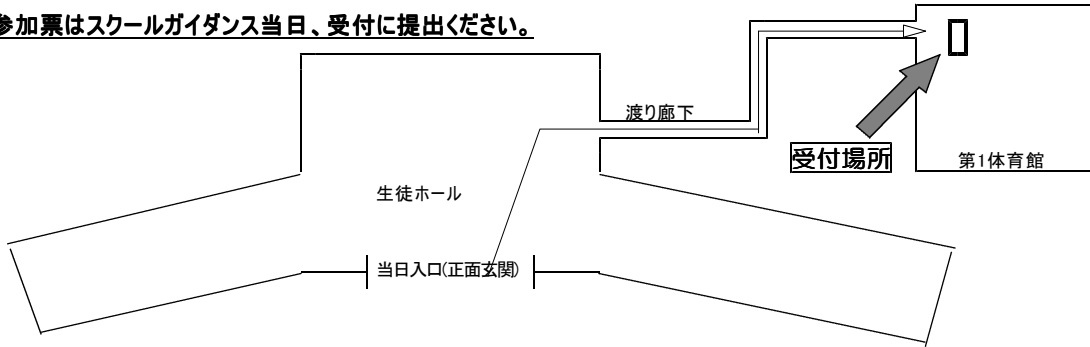 参加票はスクールガイダンス当日、受付に提出ください。
渡り廊下
受付場所
第1体育館
生徒ホール
当日入口(正面玄関)